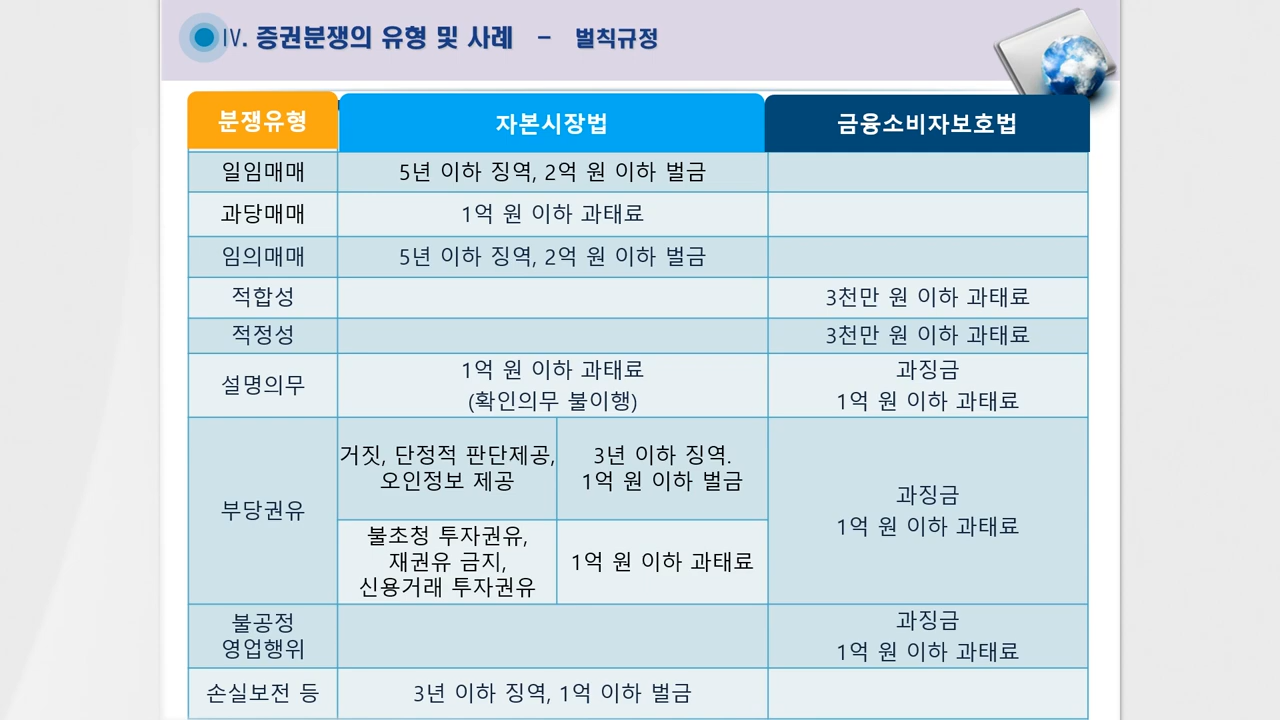 Ⅳ. 증권분쟁의 유형 및 사례 – 벌칙규정
분쟁유형 자본시장법 금융소비자보호법
일임매매 5년 이하 징역, 2억 원 이하 벌금
과당매매 1억 원 이하 과태료
임의매매 5년 이하 징역, 2억 원 이하 벌금
적합성 3천만 원 이하 과태료
적정성 3천만 원 이하 과태료
설명의무
1억 원 이하 과태료
(확인의무 불이행)
과징금
1억 원 이하 과태료
부당권유
거짓, 단정적 판단제공,
오인정보 제공
3년 이하 징역.
1억 원 이하 벌금
불초청 투자권유,
재권유 금지,
신용거래 투자권유
1억 원 이하 과태료
과징금
1억 원 이하 과태료
불공정
영업행위
과징금
1억 원 이하 과태료
손실보전 등 3년 이하 징역, 1억 이하 벌금